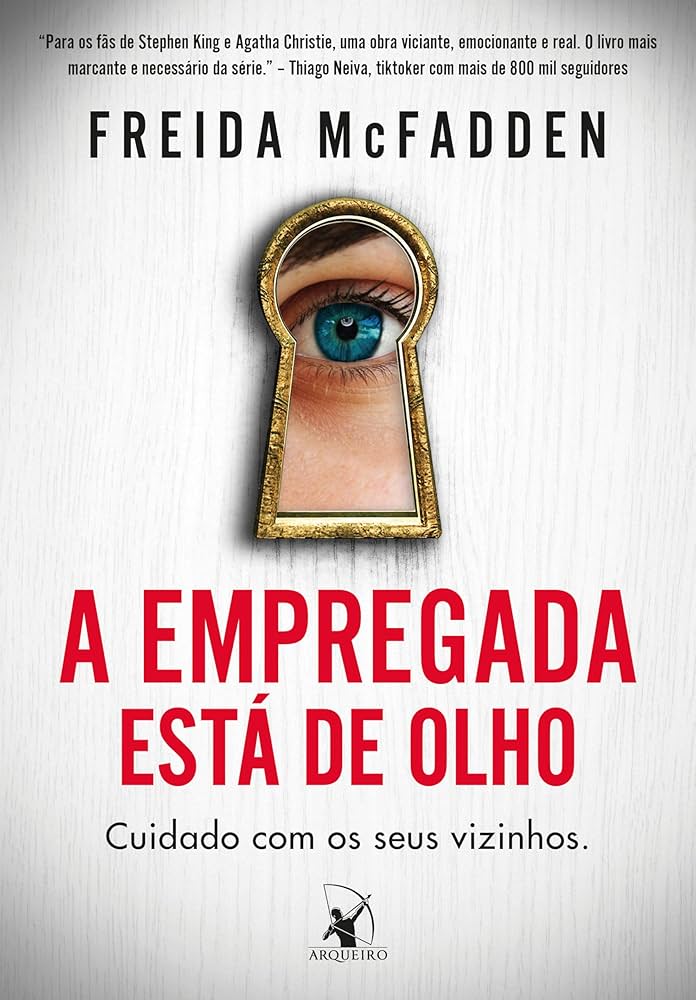 “Para os fãs de Stephen King e Agatha Christie, uma obra viciante, emocionante e real. O livro mais
marcante e necessário da série.” – Thiago Neiva, tiktoker com mais de 800 mil seguidores
FREIDA McFADDEN
A EMPREGADA
ESTÁ DE OLHO
Cuidado com os seus vizinhos.
ARQUEIRO